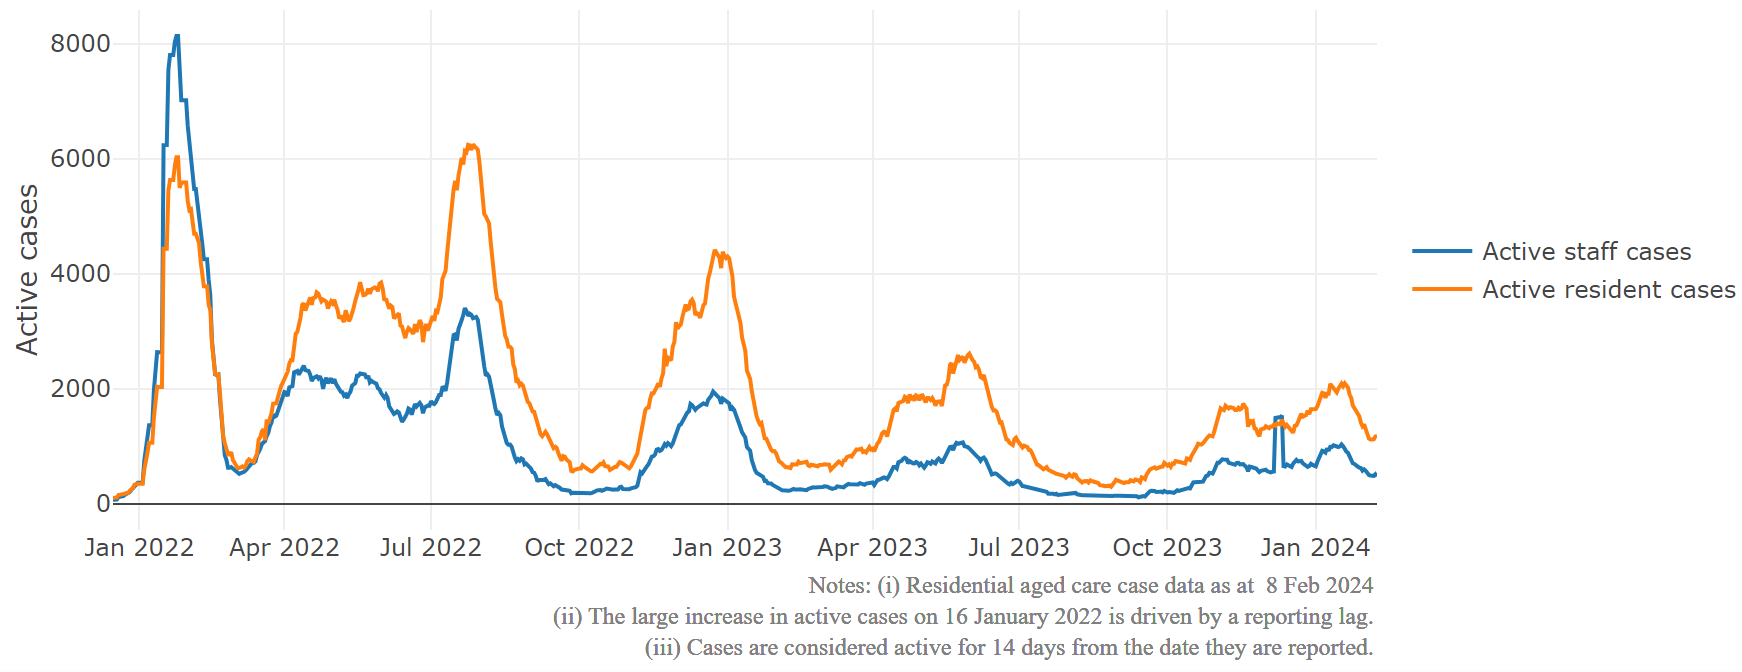 8000
6000
4000
2000
0
Active cases
Jan 2022 Apr 2022 Jul 2022 Oct 2022 Jan 2023 Apr 2023 Jul 2023 Oct 2023 Jan 2024
Active staff cases
Active resident cases
Notes: (i) Residential aged care case data as at 8 Feb 2024
(ii) The large increase in active cases on 16 January 2022 is driven by a reporting lag.
(iii) Cases are considered active for 14 days from the date they are reported.